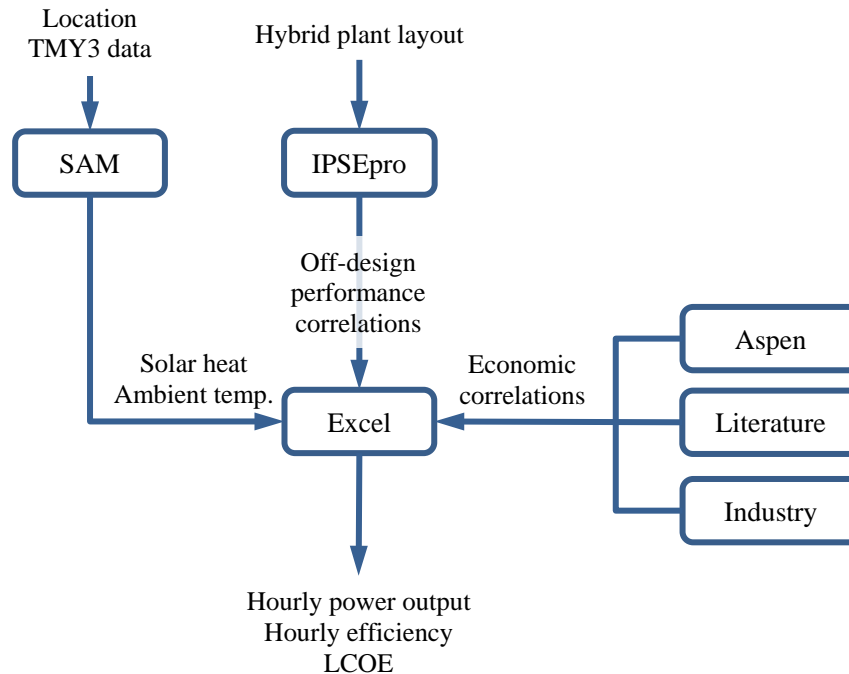 Location
TMY3 data
Hybrid plant layout
SAM
IPSEpro
Off-design
performance
correlations
Aspen
Solar heat
Ambient temp.
Economic
correlations
Excel
Literature
Industry
Hourly power output
Hourly efficiency
LCOE